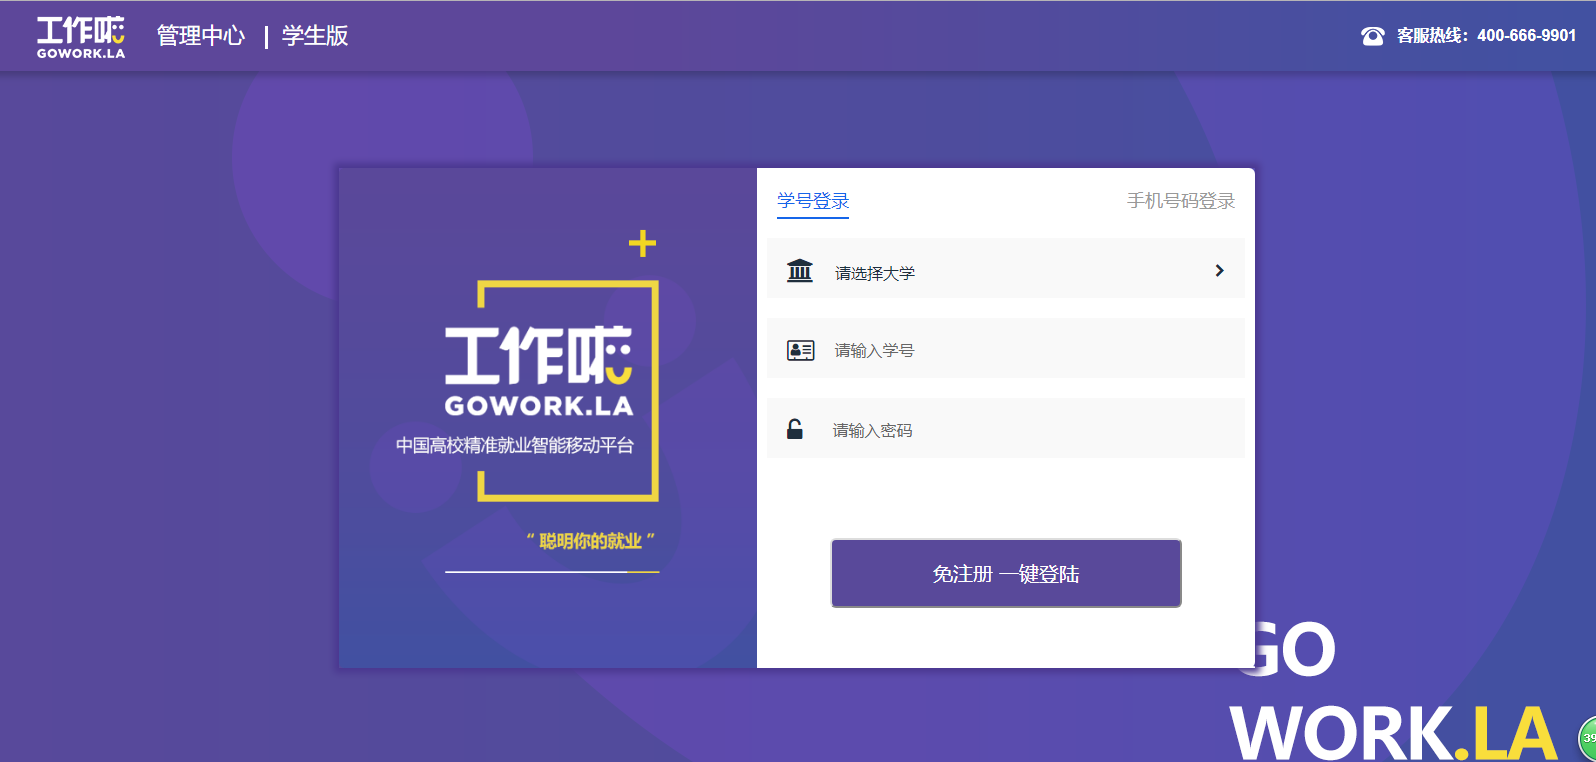 工作啦
GOWORK.LA
管理中心 | 学生版
客服热线：400-666-9901
工作啦
GOWORK.LA
中国高校精准就业智能移动平台
“ 聪明你的就业 ”
学号登录
手机号码登录
请选择大学
请输入学号
请输入密码
免注册 一键登陆
GO
WORK.LA
39